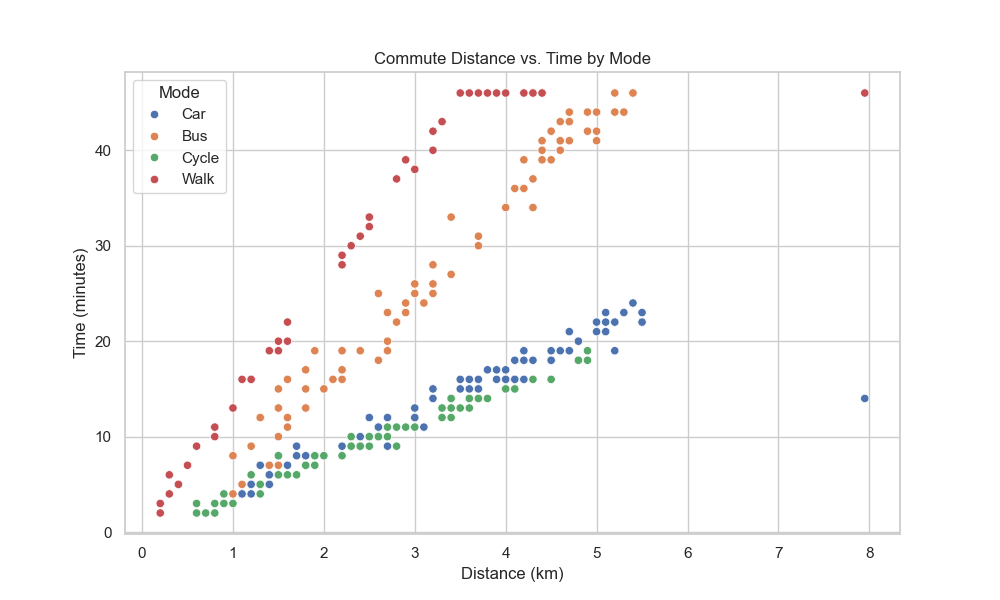 Commute Distance vs. Time by Mode
Mode
Car
Bus
Cycle
Walk
Time (minutes)
40
30
20
10
0
0 1 2 3 4 5 6 7 8
Distance (km)